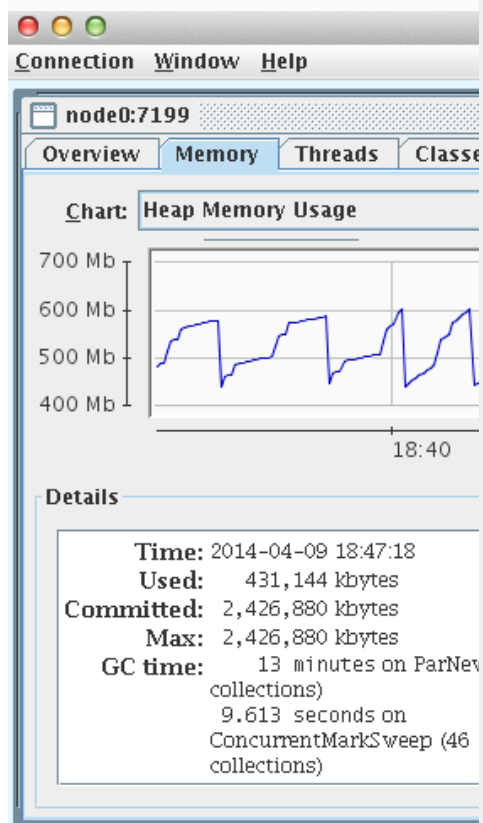 Connection Window Help
node0:7199
Overview Memory Threads Classe
Chart: Heap Memory Usage
700 Mb
600 Mb
500 Mb
400 Mb
18:40
Details
Time: 2014-04-09 18:47:18
Used: 431,144 kbytes
Committed: 2,426,880 kbytes
Max: 2,426,880 kbytes
GC time: 13 minutes on ParNev
collections)
9.613 seconds on
ConcurrentMarkSweep (46
collections)